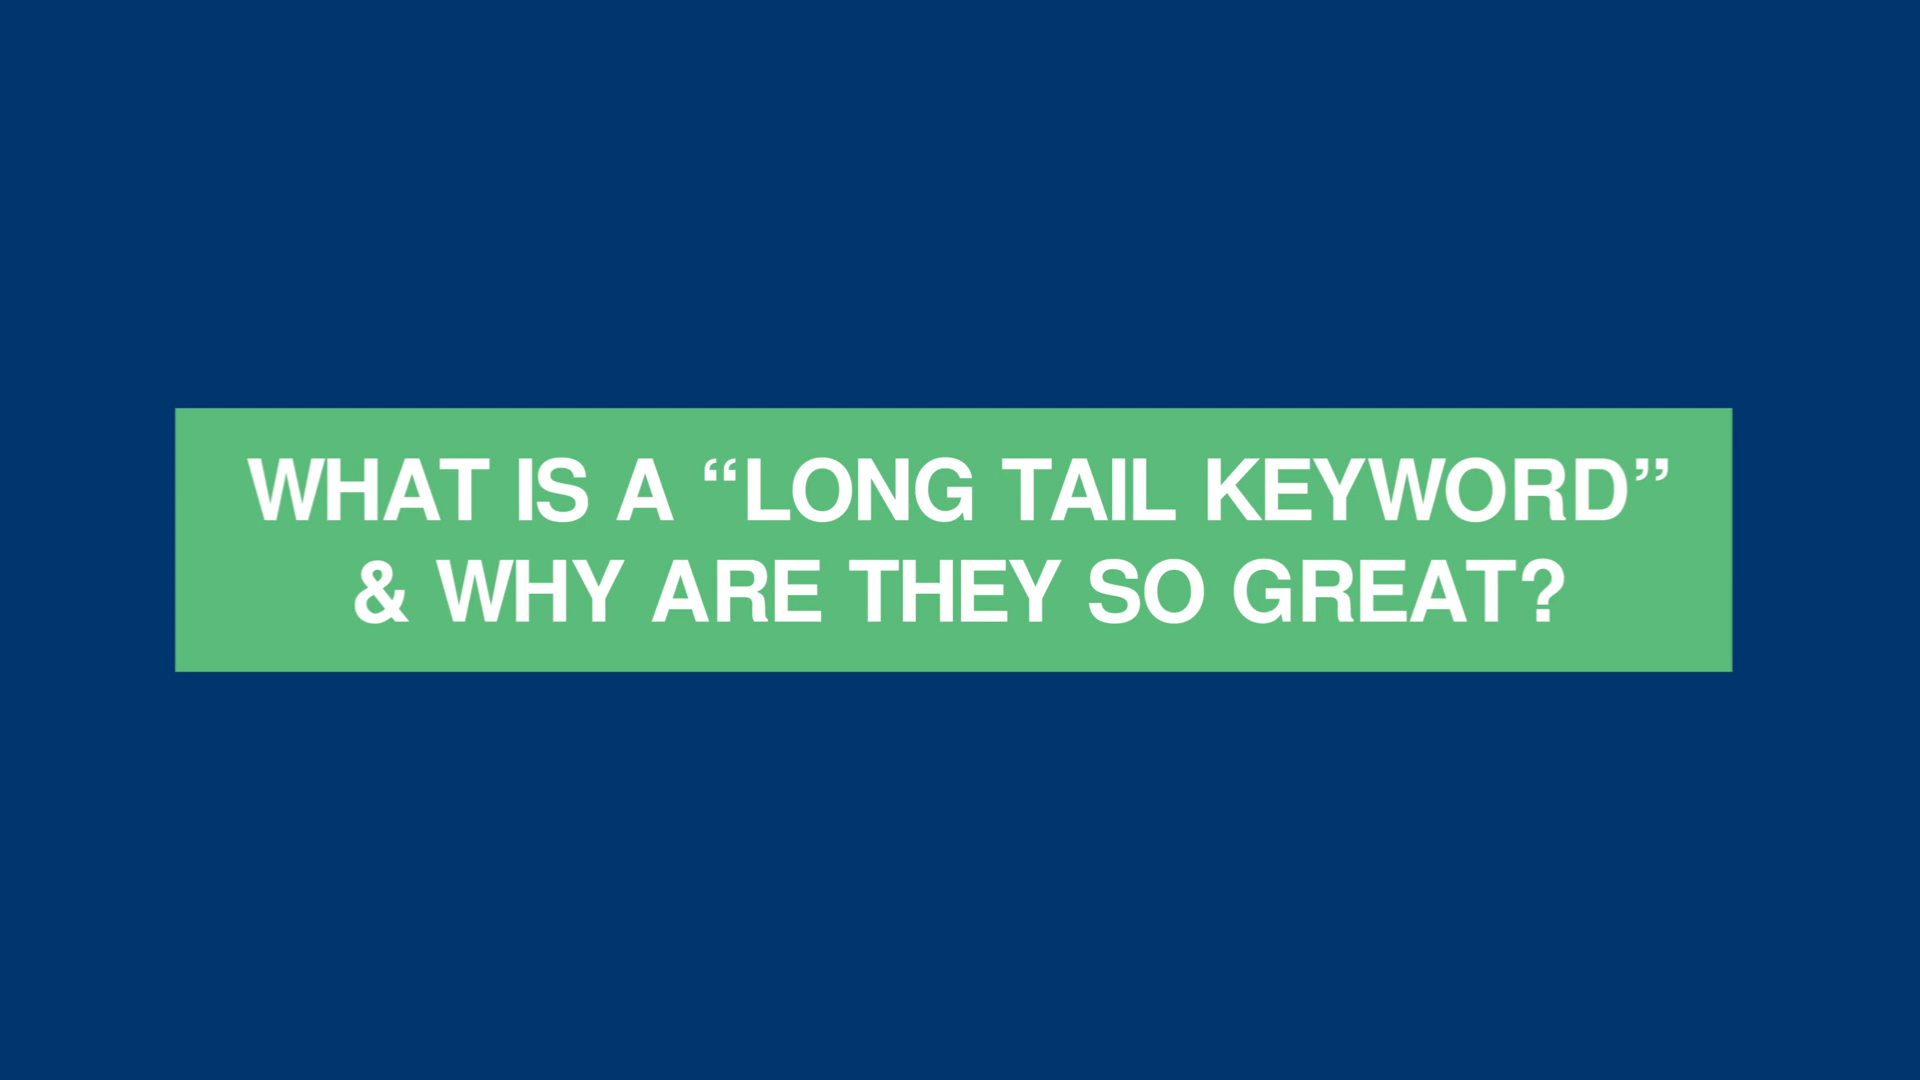 WHAT IS A “LONG TAIL KEYWORD”
& WHY ARE THEY SO GREAT?